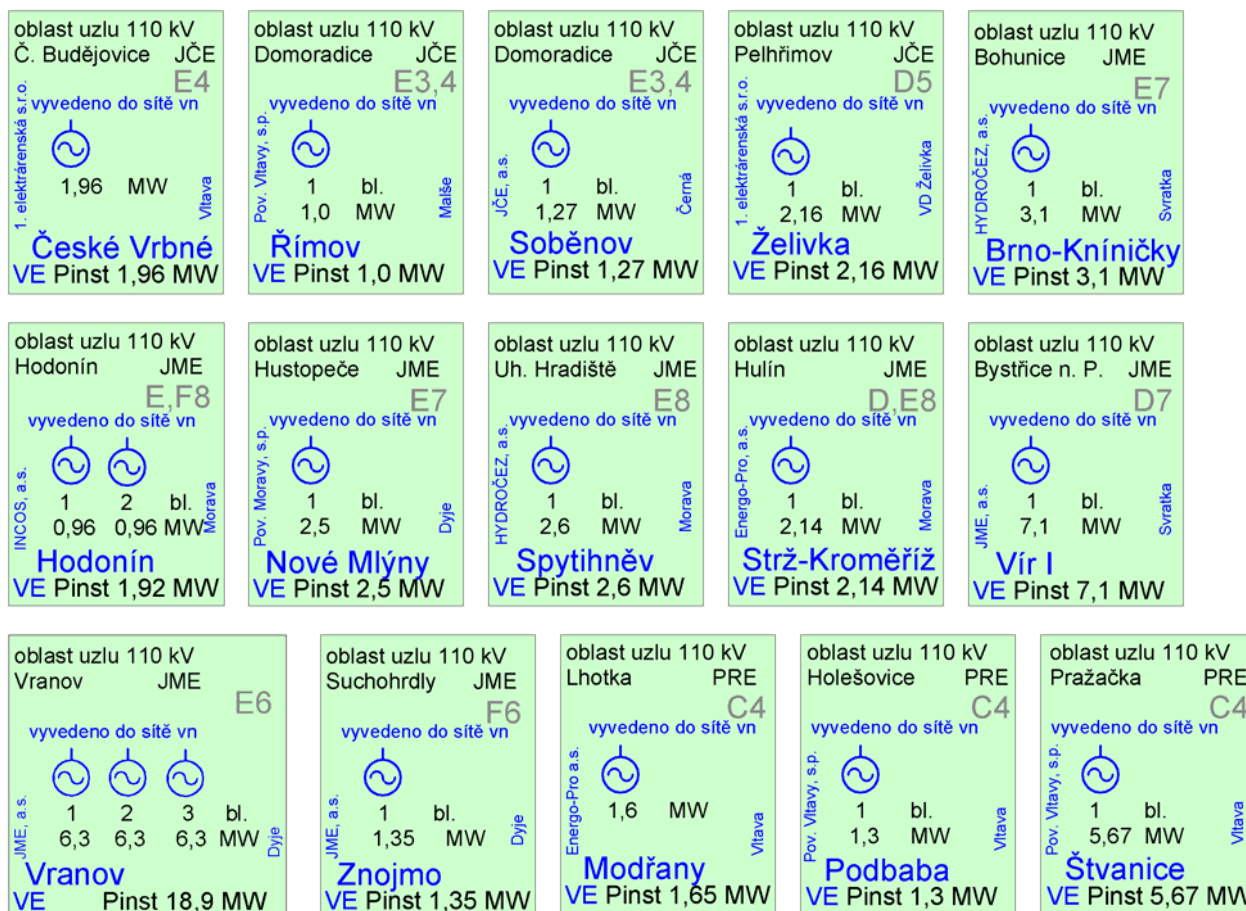 oblast uzlu 110 kV
Č. Budějovice JČE
E4
vyvedeno do sítě vn
1. elektrárenská s.r.o.
1,96 MW
Vltava
České Vrbné
VE Pinst 1,96 MW
oblast uzlu 110 kV
Domoradice JČE
E3,4
vyvedeno do sítě vn
Pov. Vltavy, s.p.
1 bl.
1,0 MW
Malše
Římov
VE Pinst 1,0 MW
oblast uzlu 110 kV
Domoradice JČE
E3,4
vyvedeno do sítě vn
JČE, a.s.
1 bl.
1,27 MW
Černá
Soběnov
VE Pinst 1,27 MW
oblast uzlu 110 kV
Pelhřimov JČE
D5
vyvedeno do sítě vn
1. elektrárenská s.r.o.
1 bl.
2,16 MW
VD Želivka
Želivka
VE Pinst 2,16 MW
oblast uzlu 110 kV
Bohunice JME
E7
vyvedeno do sítě vn
HYDROČEZ, a.s.
1 bl.
3,1 MW
Svratka
Brno-Kníničky
VE Pinst 3,1 MW
oblast uzlu 110 kV
Hodonín JME
E,F8
vyvedeno do sítě vn
INCOS, a.s.
1 2 bl.
0,96 0,96 MW
Morava
Hodonín
VE Pinst 1,92 MW
oblast uzlu 110 kV
Hustopeče JME
E7
vyvedeno do sítě vn
Pov. Moravy, s.p.
1 bl.
2,5 MW
Dyje
Nové Mlýny
VE Pinst 2,5 MW
oblast uzlu 110 kV
Uh. Hradiště JME
E8
vyvedeno do sítě vn
HYDROČEZ, a.s.
1 bl.
2,6 MW
Morava
Spytihněv
VE Pinst 2,6 MW
oblast uzlu 110 kV
Hulín JME
D,E8
vyvedeno do sítě vn
Energo-Pro, a.s.
1 bl.
2,14 MW
Morava
Strž-Kroměříž
VE Pinst 2,14 MW
oblast uzlu 110 kV
Bystřice n. P. JME
D7
vyvedeno do sítě vn
JME, a.s.
1 bl.
7,1 MW
Svratka
Vír I
VE Pinst 7,1 MW
oblast uzlu 110 kV
Vranov JME
E6
vyvedeno do sítě vn
JME, a.s.
1 2 3 bl.
6,3 6,3 6,3 MW
Dyje
Vranov
VE Pinst 18,9 MW
oblast uzlu 110 kV
Suchohrdly JME
F6
vyvedeno do sítě vn
JME, a.s.
1 bl.
1,35 MW
Dyje
Znojmo
VE Pinst 1,35 MW
oblast uzlu 110 kV
Lhotka PRE
C4
vyvedeno do sítě vn
Energo-Pro a.s.
1,6 MW
Vltava
Modřany
VE Pinst 1,65 MW
oblast uzlu 110 kV
Holešovice PRE
C4
vyvedeno do sítě vn
Pov. Vltavy, s.p.
1 bl.
1,3 MW
Vltava
Podbaba
VE Pinst 1,3 MW
oblast uzlu 110 kV
Pražačka PRE
C4
vyvedeno do sítě vn
Pov. Vltavy, s.p.
1 bl.
5,67 MW
Vltava
Štvanice
VE Pinst 5,67 MW